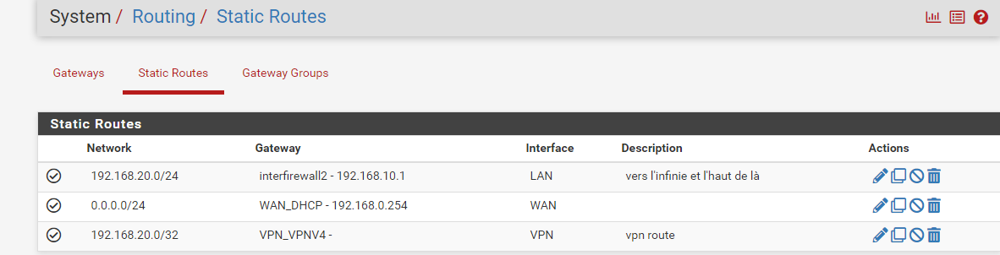 System / Routing / Static Routes
Gateways Static Routes Gateway Groups
Static Routes
Network Gateway Interface Description Actions
192.168.20.0/24 interfirewall2 - 192.168.10.1 LAN vers l'infinie et l'haut de là
0.0.0.0/24 WAN_DHCP - 192.168.0.254 WAN
192.168.20.0/32 VPN_VPNV4 - VPN vpn route